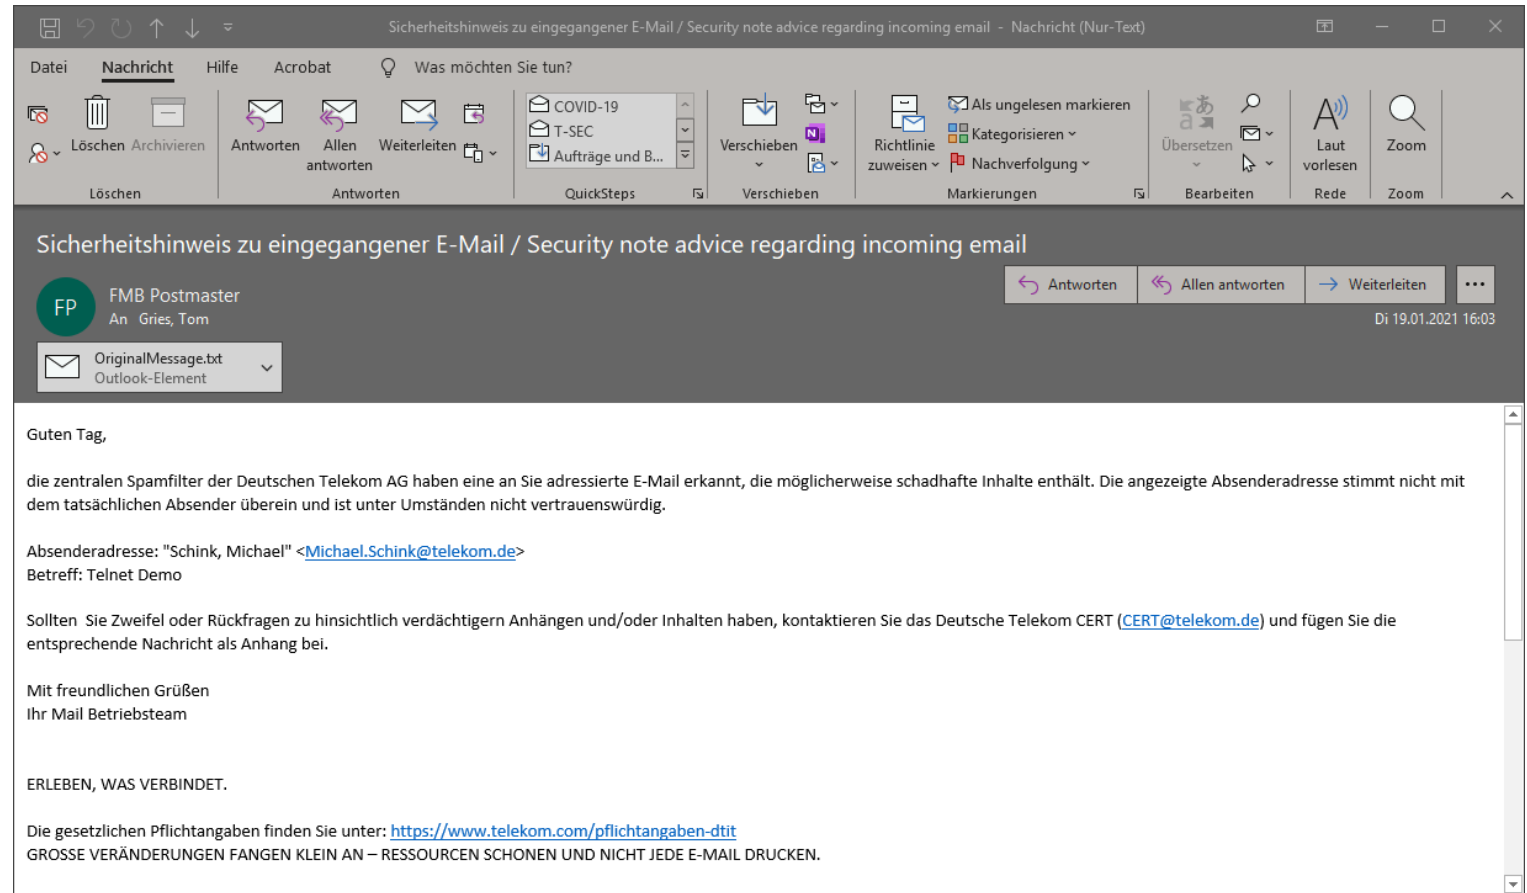 Sicherheitshinweis zu eingegangener E-Mail / Security note advice regarding incoming email - Nachricht (Nur-Text)
Datei Nachricht Hilfe Acrobat Was möchten Sie tun?
Löschen Archivieren
Löschen
Antworten Allen antworten Weiterleiten
Antworten
COVID-19
T-SEC
Aufträge und B...
QuickSteps
Verschieben
Verschieben
Richtlinie zuweisen
Als ungelesen markieren
Kategorisieren
Nachverfolgung
Markierungen
Übersetzen
Bearbeiten
Laut vorlesen
Rede
Zoom
Zoom
Sicherheitshinweis zu eingegangener E-Mail / Security note advice regarding incoming email
FP
FMB Postmaster
An Gries, Tom
Antworten Allen antworten Weiterleiten
Di 19.01.2021 16:03
OriginalMessage.txt
Outlook-Element
Guten Tag,
die zentralen Spamfilter der Deutschen Telekom AG haben eine an Sie adressierte E-Mail erkannt, die möglicherweise schadhafte Inhalte enthält. Die angezeigte Absenderadresse stimmt nicht mit
dem tatsächlichen Absender überein und ist unter Umständen nicht vertrauenswürdig.
Absenderadresse: "Schink, Michael" <Michael.Schink@telekom.de>
Betreff: Telnet Demo
Sollten  Sie Zweifel oder Rückfragen zu hinsichtlich verdächtigern Anhängen und/oder Inhalten haben, kontaktieren Sie das Deutsche Telekom CERT (CERT@telekom.de) und fügen Sie die
entsprechende Nachricht als Anhang bei.
Mit freundlichen Grüßen
Ihr Mail Betriebsteam
ERLEBEN, WAS VERBINDET.
Die gesetzlichen Pflichtangaben finden Sie unter: https://www.telekom.com/pflichtangaben-dtit
GROSSE VERÄNDERUNGEN FANGEN KLEIN AN – RESSOURCEN SCHONEN UND NICHT JEDE E-MAIL DRUCKEN.